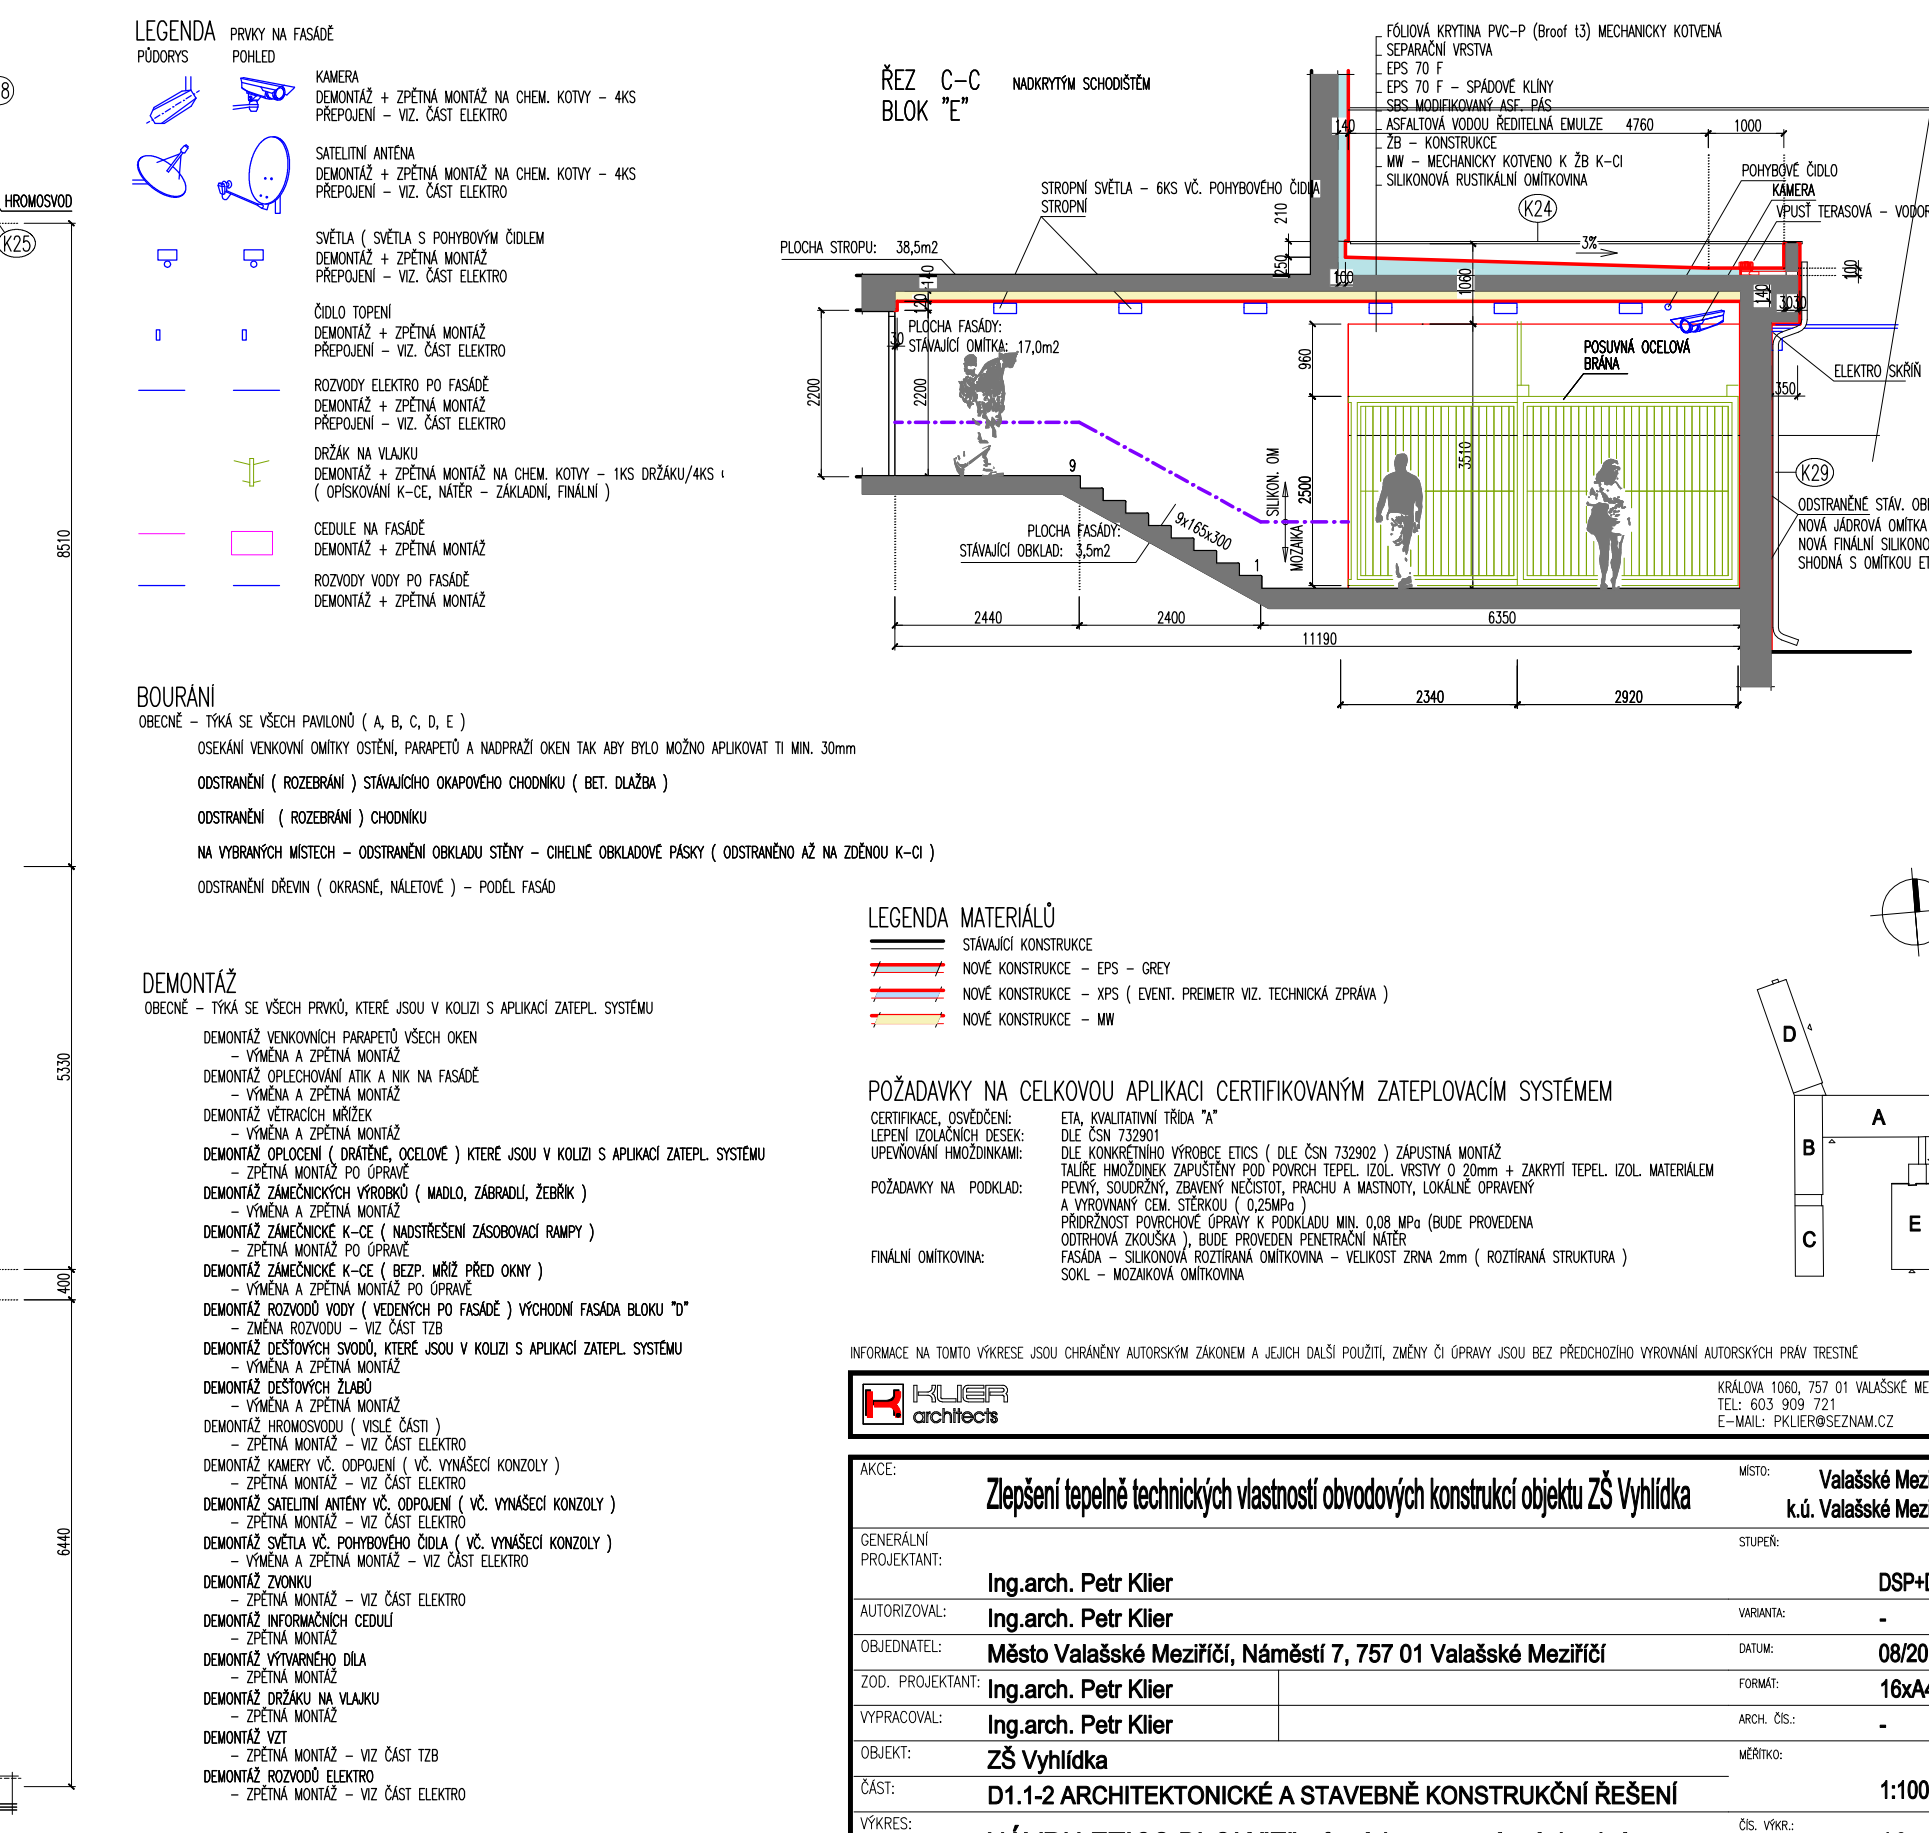 LEGENDA PRVKY NA FASÁDĚ
PŮDORYS POHLED
KAMERA
DEMONTÁŽ + ZPĚTNÁ MONTÁŽ NA CHEM. KOTVY – 4KS
PŘEPOJENÍ – VIZ. ČÁST ELEKTRO
SATELITNÍ ANTÉNA
DEMONTÁŽ + ZPĚTNÁ MONTÁŽ NA CHEM. KOTVY – 4KS
PŘEPOJENÍ – VIZ. ČÁST ELEKTRO
SVĚTLA ( SVĚTLA S POHYBOVÝM ČIDLEM
DEMONTÁŽ + ZPĚTNÁ MONTÁŽ
PŘEPOJENÍ – VIZ. ČÁST ELEKTRO
ČIDLO TOPENÍ
DEMONTÁŽ + ZPĚTNÁ MONTÁŽ
PŘEPOJENÍ – VIZ. ČÁST ELEKTRO
ROZVODY ELEKTRO PO FASÁDĚ
DEMONTÁŽ + ZPĚTNÁ MONTÁŽ
PŘEPOJENÍ – VIZ. ČÁST ELEKTRO
DRŽÁK NA VLAJKU
DEMONTÁŽ + ZPĚTNÁ MONTÁŽ NA CHEM. KOTVY – 1KS DRŽÁKU/4KS
( OPÍSKOVÁNÍ K–CE, NÁTĚR – ZÁKLADNÍ, FINÁLNÍ )
CEDULE NA FASÁDĚ
DEMONTÁŽ + ZPĚTNÁ MONTÁŽ
ROZVODY VODY PO FASÁDĚ
DEMONTÁŽ + ZPĚTNÁ MONTÁŽ
8
HROMOSVOD
K25
8510
5330
400
6440
ŘEZ C–C NADKRYTÝM SCHODIŠTĚM
BLOK "E"
FÓLIOVÁ KRYTINA PVC–P (Broof t3) MECHANICKY KOTVENÁ
SEPARAČNÍ VRSTVA
EPS 70 F
EPS 70 F – SPÁDOVÉ KLÍNY
SBS MODIFIKOVANÝ ASF. PÁS
ASFALTOVÁ VODOU ŘEDITELNÁ EMULZE
ŽB – KONSTRUKCE
MW – MECHANICKY KOTVENO K ŽB K–CI
SILIKONOVÁ RUSTIKÁLNÍ OMÍTKOVINA
140 4760 1000
STROPNÍ SVĚTLA – 6KS VČ. POHYBOVÉHO ČIDLA
STROPNÍ
POHYBOVÉ ČIDLO
KAMERA
VPUSŤ TERASOVÁ – VODOR
K24
PLOCHA STROPU: 38,5m2
210
250
3%
140
100
1060
100
120
140
3030
30
PLOCHA FASÁDY:
STÁVAJÍCÍ OMÍTKA: 17,0m2
960
POSUVNÁ OCELOVÁ
BRÁNA
ELEKTRO SKŘÍŇ
350
2200
2200
3510
9
SILIKON. OM
2500
MOZAIKA
K29
9x165x300
PLOCHA FASÁDY:
STÁVAJÍCÍ OBKLAD: 3,5m2
1
ODSTRANĚNÉ STÁV. OB
NOVÁ JÁDROVÁ OMÍTKA
NOVÁ FINÁLNÍ SILIKONO
SHODNÁ S OMÍTKOU ET
2440 2400 6350
11190
2340 2920
BOURÁNÍ
OBECNĚ – TÝKÁ SE VŠECH PAVILONŮ ( A, B, C, D, E )
OSEKÁNÍ VENKOVNÍ OMÍTKY OSTĚNÍ, PARAPETŮ A NADPRAŽÍ OKEN TAK ABY BYLO MOŽNO APLIKOVAT TI MIN. 30mm
ODSTRANĚNÍ ( ROZEBRÁNÍ ) STÁVAJÍCÍHO OKAPOVÉHO CHODNÍKU ( BET. DLAŽBA )
ODSTRANĚNÍ ( ROZEBRÁNÍ ) CHODNÍKU
NA VYBRANÝCH MÍSTECH – ODSTRANĚNÍ OBKLADU STĚNY – CIHELNÉ OBKLADOVÉ PÁSKY ( ODSTRANĚNO AŽ NA ZDĚNOU K–CI )
ODSTRANĚNÍ DŘEVIN ( OKRASNÉ, NÁLETOVÉ ) – PODÉL FASÁD
DEMONTÁŽ
OBECNĚ – TÝKÁ SE VŠECH PRVKŮ, KTERÉ JSOU V KOLIZI S APLIKACÍ ZATEPL. SYSTÉMU
DEMONTÁŽ VENKOVNÍCH PARAPETŮ VŠECH OKEN
– VÝMĚNA A ZPĚTNÁ MONTÁŽ
DEMONTÁŽ OPLECHOVÁNÍ ATIK A NIK NA FASÁDĚ
– VÝMĚNA A ZPĚTNÁ MONTÁŽ
DEMONTÁŽ VĚTRACÍCH MŘÍŽEK
– VÝMĚNA A ZPĚTNÁ MONTÁŽ
DEMONTÁŽ OPLOCENÍ ( DRÁTĚNÉ, OCELOVÉ ) KTERÉ JSOU V KOLIZI S APLIKACÍ ZATEPL. SYSTÉMU
– ZPĚTNÁ MONTÁŽ PO ÚPRAVĚ
DEMONTÁŽ ZÁMEČNICKÝCH VÝROBKŮ ( MADLO, ZÁBRADLÍ, ŽEBŘÍK )
– VÝMĚNA A ZPĚTNÁ MONTÁŽ
DEMONTÁŽ ZÁMEČNICKÉ K–CE ( NADSTŘEŠENÍ ZÁSOBOVACÍ RAMPY )
– ZPĚTNÁ MONTÁŽ PO ÚPRAVĚ
DEMONTÁŽ ZÁMEČNICKÉ K–CE ( BEZP. MŘÍŽ PŘED OKNY )
– VÝMĚNA A ZPĚTNÁ MONTÁŽ PO ÚPRAVĚ
DEMONTÁŽ ROZVODŮ VODY ( VEDENÝCH PO FASÁDĚ ) VÝCHODNÍ FASÁDA BLOKU "D"
– ZMĚNA ROZVODU – VIZ ČÁST TZB
DEMONTÁŽ DEŠŤOVÝCH SVODŮ, KTERÉ JSOU V KOLIZI S APLIKACÍ ZATEPL. SYSTÉMU
– VÝMĚNA A ZPĚTNÁ MONTÁŽ
DEMONTÁŽ DEŠŤOVÝCH ŽLABŮ
– VÝMĚNA A ZPĚTNÁ MONTÁŽ
DEMONTÁŽ HROMOSVODU ( VISLÉ ČÁSTI )
– ZPĚTNÁ MONTÁŽ – VIZ ČÁST ELEKTRO
DEMONTÁŽ KAMERY VČ. ODPOJENÍ ( VČ. VYNÁŠECÍ KONZOLY )
– ZPĚTNÁ MONTÁŽ – VIZ ČÁST ELEKTRO
DEMONTÁŽ SATELITNÍ ANTÉNY VČ. ODPOJENÍ ( VČ. VYNÁŠECÍ KONZOLY )
– ZPĚTNÁ MONTÁŽ – VIZ ČÁST ELEKTRO
DEMONTÁŽ SVĚTLA VČ. POHYBOVÉHO ČIDLA ( VČ. VYNÁŠECÍ KONZOLY )
– VÝMĚNA A ZPĚTNÁ MONTÁŽ – VIZ ČÁST ELEKTRO
DEMONTÁŽ ZVONKU
– ZPĚTNÁ MONTÁŽ – VIZ ČÁST ELEKTRO
DEMONTÁŽ INFORMAČNÍCH CEDULÍ
– ZPĚTNÁ MONTÁŽ
DEMONTÁŽ VÝTVARNÉHO DÍLA
– ZPĚTNÁ MONTÁŽ
DEMONTÁŽ DRŽÁKU NA VLAJKU
– ZPĚTNÁ MONTÁŽ
DEMONTÁŽ VZT
– ZPĚTNÁ MONTÁŽ – VIZ ČÁST TZB
DEMONTÁŽ ROZVODŮ ELEKTRO
– ZPĚTNÁ MONTÁŽ – VIZ ČÁST ELEKTRO
LEGENDA MATERIÁLŮ
STÁVAJÍCÍ KONSTRUKCE
NOVÉ KONSTRUKCE – EPS – GREY
NOVÉ KONSTRUKCE – XPS ( EVENT. PREIMETR VIZ. TECHNICKÁ ZPRÁVA )
NOVÉ KONSTRUKCE – MW
D
A
B
E
C
POŽADAVKY NA CELKOVOU APLIKACI CERTIFIKOVANÝM ZATEPLOVACÍM SYSTÉMEM
CERTIFIKACE, OSVĚDČENÍ: ETA, KVALITATIVNÍ TŘÍDA "A"
LEPENÍ IZOLAČNÍCH DESEK: DLE ČSN 732901
UPEVŇOVÁNÍ HMOŽDINKAMI: DLE KONKRÉTNÍHO VÝROBCE ETICS ( DLE ČSN 732902 ) ZÁPUSTNÁ MONTÁŽ
TALÍŘE HMOŽDINEK ZAPUŠTĚNY POD POVRCH TEPEL. IZOL. VRSTVY O 20mm + ZAKRYTÍ TEPEL. IZOL. MATERIÁLEM
POŽADAVKY NA PODKLAD: PEVNÝ, SOUDRŽNÝ, ZBAVENÝ NEČISTOT, PRACHU A MASTNOTY, LOKÁLNĚ OPRAVENÝ
A VYROVNANÝ CEM. STĚRKOU ( 0,25MPa )
PŘIDRŽNOST POVRCHOVÉ ÚPRAVY K PODKLADU MIN. 0,08 MPa (BUDE PROVEDENA
ODTRHOVÁ ZKOUŠKA ), BUDE PROVEDEN PENETRAČNÍ NÁTĚR
FINÁLNÍ OMÍTKOVINA: FASÁDA – SILIKONOVÁ ROZTÍRANÁ OMÍTKOVINA – VELIKOST ZRNA 2mm ( ROZTÍRANÁ STRUKTURA )
SOKL – MOZAIKOVÁ OMÍTKOVINA
INFORMACE NA TOMTO VÝKRESE JSOU CHRÁNĚNY AUTORSKÝM ZÁKONEM A JEJICH DALŠÍ POUŽITÍ, ZMĚNY ČI ÚPRAVY JSOU BEZ PŘEDCHOZÍHO VYROVNÁNÍ AUTORSKÝCH PRÁV TRESTNÉ
KLIER
architects
KRÁLOVA 1060, 757 01 VALAŠSKÉ ME
TEL: 603 909 721
E–MAIL: PKLIER@SEZNAM.CZ
AKCE: Zlepšení tepelně technických vlastností obvodových konstrukcí objektu ZŠ Vyhlídka
MÍSTO: Valašské Mezi
k.ú. Valašské Mezi
GENERÁLNÍ
PROJEKTANT: Ing.arch. Petr Klier
STUPEŇ: DSP+D
AUTORIZOVAL: Ing.arch. Petr Klier VARIANTA: -
OBJEDNATEL: Město Valašské Meziříčí, Náměstí 7, 757 01 Valašské Meziříčí DATUM: 08/20
ZOD. PROJEKTANT: Ing.arch. Petr Klier FORMÁT: 16xA4
VYPRACOVAL: Ing.arch. Petr Klier ARCH. ČÍS.: -
OBJEKT: ZŠ Vyhlídka MĚŘÍTKO:
ČÁST: D1.1-2 ARCHITEKTONICKÉ A STAVEBNĚ KONSTRUKČNÍ ŘEŠENÍ 1:100
VÝKRES: ČÍS. VÝKR.: